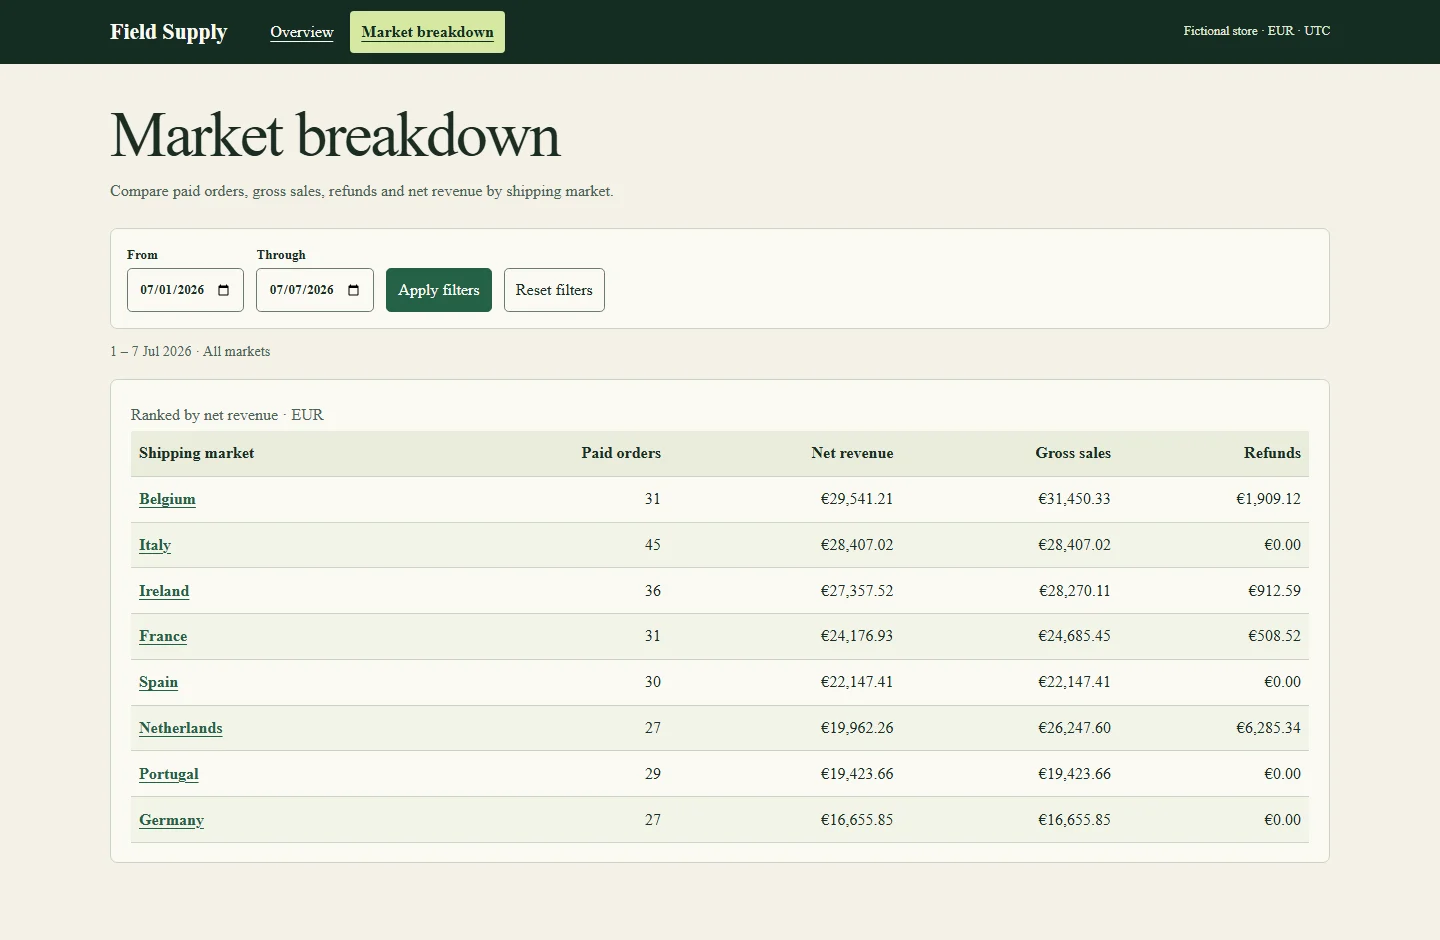 Field Supply Overview Market breakdown Fictional store · EUR · UTC
Market breakdown
Compare paid orders, gross sales, refunds and net revenue by shipping market.
From Through
07/01/2026 07/07/2026 Apply filters Reset filters
1 – 7 Jul 2026 · All markets
Ranked by net revenue · EUR
Shipping market Paid orders Net revenue Gross sales Refunds
Belgium 31 €29,541.21 €31,450.33 €1,909.12
Italy 45 €28,407.02 €28,407.02 €0.00
Ireland 36 €27,357.52 €28,270.11 €912.59
France 31 €24,176.93 €24,685.45 €508.52
Spain 30 €22,147.41 €22,147.41 €0.00
Netherlands 27 €19,962.26 €26,247.60 €6,285.34
Portugal 29 €19,423.66 €19,423.66 €0.00
Germany 27 €16,655.85 €16,655.85 €0.00